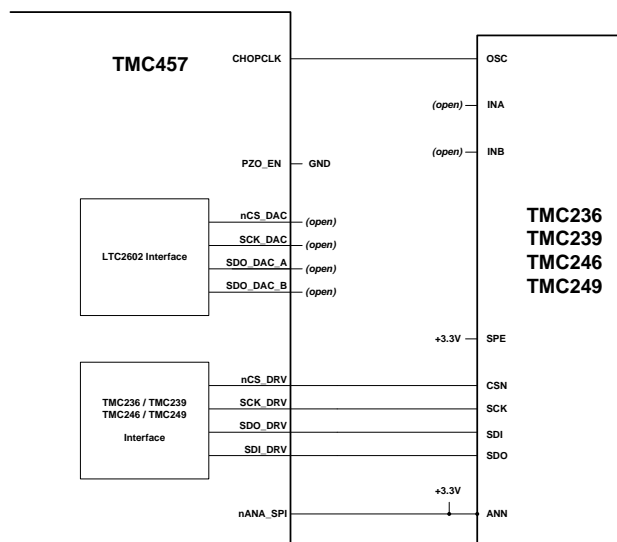 TMC457
CHOPCLK
OSC
(open)
INA
(open)
INB
PZO_EN
GND
nCS_DAC
(open)
SCK_DAC
(open)
LTC2602 Interface
SDO_DAC_A
(open)
SDO_DAC_B
(open)
TMC236
TMC239
TMC246
TMC249
+3.3V
SPE
nCS_DRV
CSN
TMC236 / TMC239
TMC246 / TMC249
Interface
SCK_DRV
SCK
SDO_DRV
SDI
SDI_DRV
SDO
+3.3V
nANA_SPI
ANN